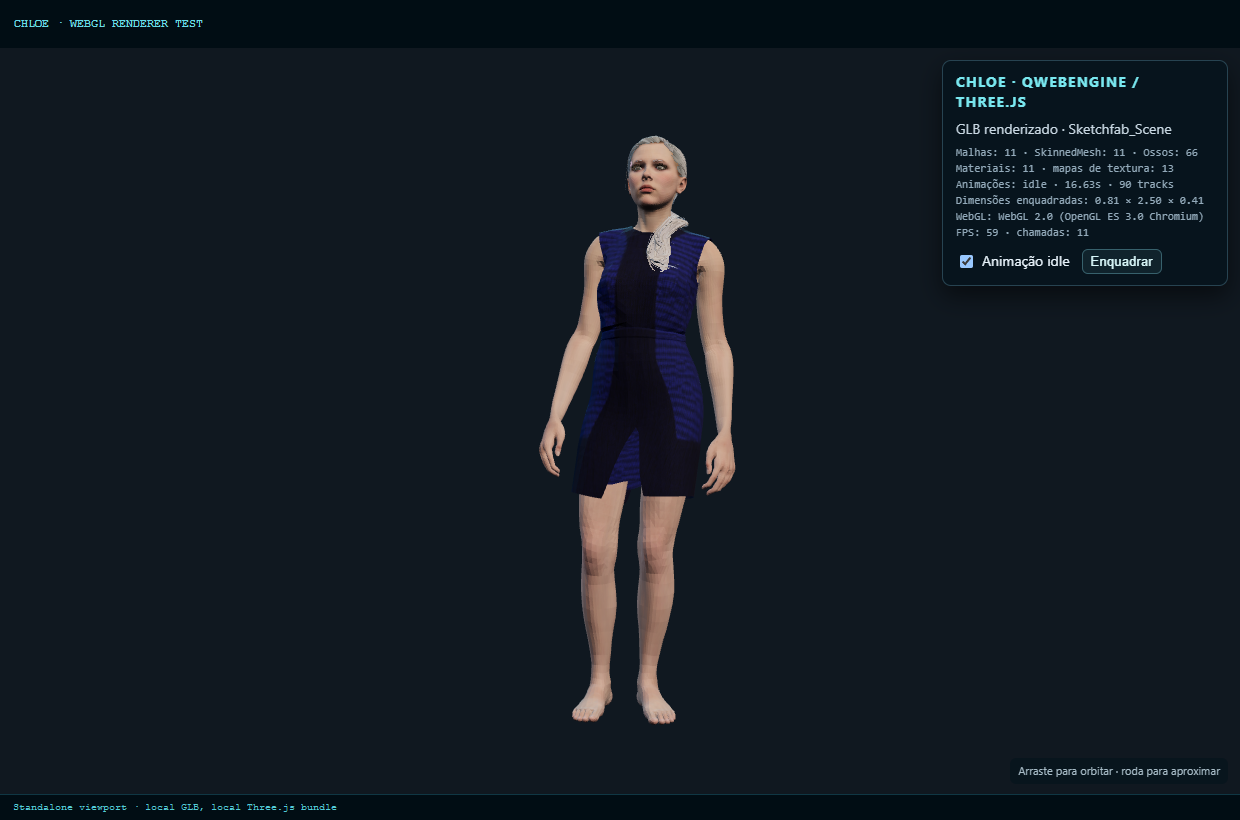 CHLOE · WEBGL RENDERER TEST
CHLOE · QWEBENGINE /
THREE.JS
GLB renderizado · Sketchfab_Scene
Malhas: 11 · SkinnedMesh: 11 · Ossos: 66
Materiais: 11 · mapas de textura: 13
Animações: idle · 16.63s · 90 tracks
Dimensões enquadradas: 0.81 × 2.50 × 0.41
WebGL: WebGL 2.0 (OpenGL ES 3.0 Chromium)
FPS: 59 · chamadas: 11
Animação idle Enquadrar
Arraste para orbitar · roda para aproximar
Standalone viewport · local GLB, local Three.js bundle